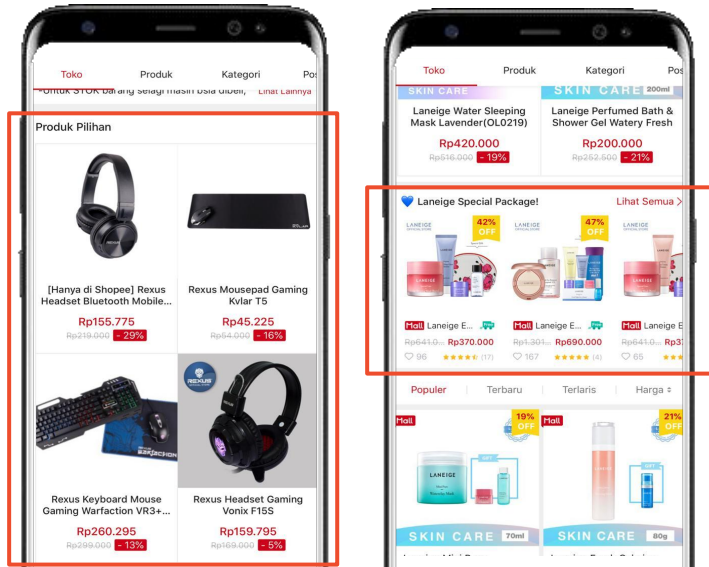 Toko Produk Kategori Pos
-Untuk STOK barang selagi masih bisa dibeli, Lihat Lainnya
Produk Pilihan
[Hanya di Shopee] Rexus
Headset Bluetooth Mobile...
Rp155.775
Rp219.000 - 29%
Rexus Mousepad Gaming
Kvlar T5
Rp45.225
Rp54.000 - 16%
REXUS
Rexus Keyboard Mouse
Gaming Warfaction VR3+...
Rp260.295
Rp299.000 - 13%
Rexus Headset Gaming
Vonix F15S
Rp159.795
Rp169.000 - 5%
Toko Produk Kategori Pos
SKIN CARE
SKIN CARE 200ml
Laneige Water Sleeping
Mask Lavender(OL0219)
Rp420.000
Rp516.000 - 19%
Laneige Perfumed Bath &
Shower Gel Watery Fresh
Rp200.000
Rp252.500 - 21%
💙 Laneige Special Package!
Lihat Semua >
LANEIGE
42%
OFF
LANEIGE
47%
OFF
LANEIGE
Mall Laneige E...
Rp641.0... Rp370.000
96 (17)
Mall Laneige E...
Rp1.301... Rp690.000
167 (4)
Mall Laneige E
Rp641.0... Rp37
65
Populer Terbaru Terlaris Harga
Mall
19%
OFF
LANEIGE
GIFT
SKIN CARE 70ml
Mall
21%
OFF
LANEIGE
GIFT
SKIN CARE 80g